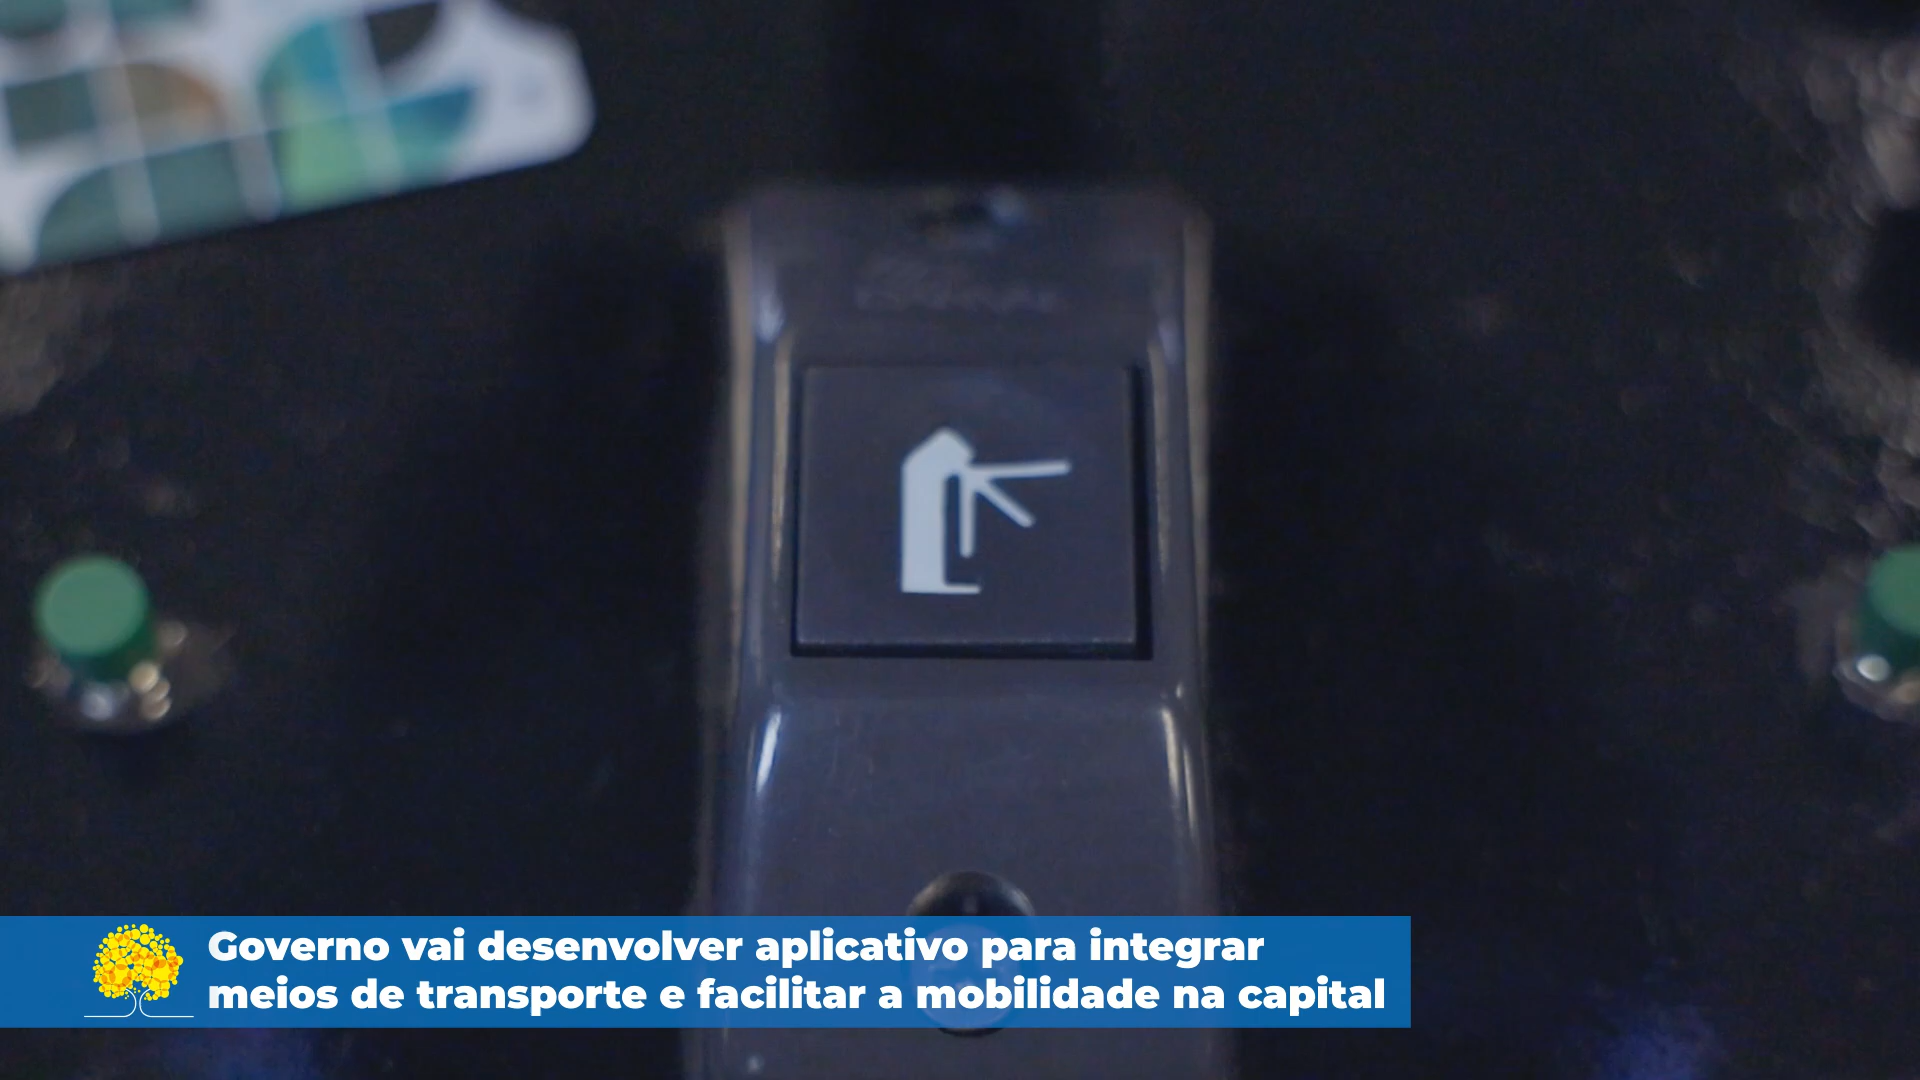 Governo vai desenvolver aplicativo para integrar
meios de transporte e facilitar a mobilidade na capital